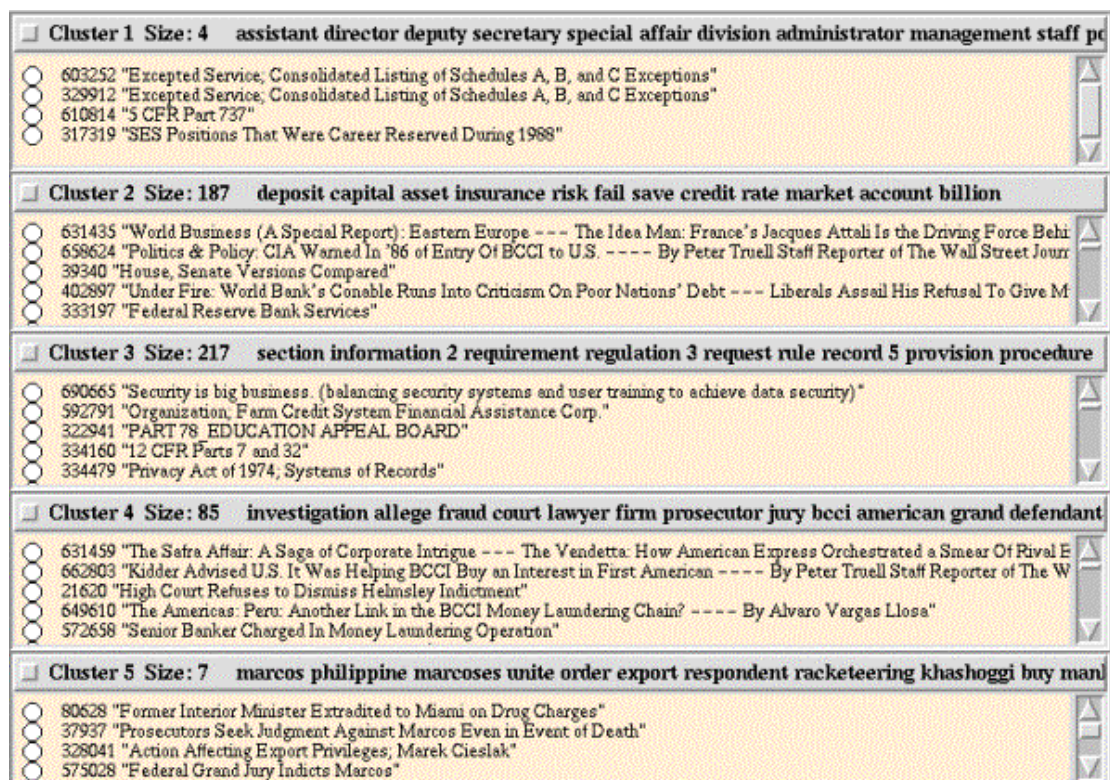 Cluster 1 Size: 4 assistant director deputy secretary special affair division administrator management staff po
603252 "Excepted Service; Consolidated Listing of Schedules A, B, and C Exceptions"
329912 "Excepted Service; Consolidated Listing of Schedules A, B, and C Exceptions"
610814 "5 CFR Part 737"
317319 "SES Positions That Were Career Reserved During 1988"
Cluster 2 Size: 187 deposit capital asset insurance risk fail save credit rate market account billion
631435 "World Business (A Special Report): Eastern Europe --- The Idea Man: France's Jacques Attali Is the Driving Force Behi
658624 "Politics & Policy: CIA Warned In '86 of Entry Of BCCI to U.S. ---- By Peter Truell Staff Reporter of The Wall Street Journ
39340 "House, Senate Versions Compared"
402897 "Under Fire: World Bank's Conable Runs Into Criticism On Poor Nations' Debt --- Liberals Assail His Refusal To Give M
333197 "Federal Reserve Bank Services"
Cluster 3 Size: 217 section information 2 requirement regulation 3 request rule record 5 provision procedure
690665 "Security is big business. (balancing security systems and user training to achieve data security)"
592791 "Organization; Farm Credit System Financial Assistance Corp."
322941 "PART 78_EDUCATION APPEAL BOARD"
334160 "12 CFR Parts 7 and 32"
334479 "Privacy Act of 1974; Systems of Records"
Cluster 4 Size: 85 investigation allege fraud court lawyer firm prosecutor jury bcci american grand defendant
631459 "The Safra Affair: A Saga of Corporate Intrigue --- The Vendetta: How American Express Orchestrated a Smear Of Rival E
662803 "Kidder Advised U.S. It Was Helping BCCI Buy an Interest in First American ---- By Peter Truell Staff Reporter of The W
21620 "High Court Refuses to Dismiss Helmsley Indictment"
649610 "The Americas: Peru: Another Link in the BCCI Money Laundering Chain? ---- By Alvaro Vargas Llosa"
572658 "Senior Banker Charged In Money Laundering Operation"
Cluster 5 Size: 7 marcos philippine marcoses unite order export respondent racketeering khashoggi buy manl
80628 "Former Interior Minister Extradited to Miami on Drug Charges"
37937 "Prosecutors Seek Judgment Against Marcos Even in Event of Death"
328041 "Action Affecting Export Privileges; Marek Cieslak"
575028 "Federal Grand Jury Indicts Marcos"